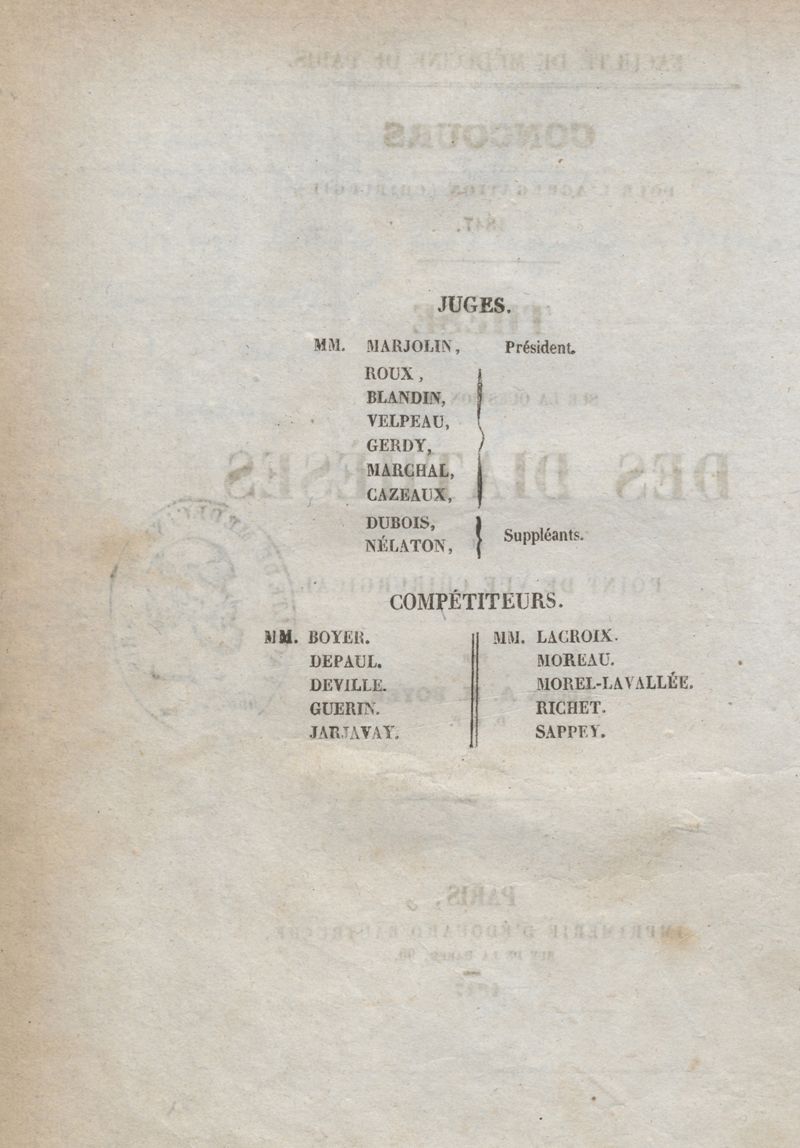 JUGES.
MM. MARJOLIN, Président.
ROUX,
BLANDIN,
VELPEAU,
GERDY,
MARCHAL,
CAZEAUX,
DUBOIS,
NÉLATON, Suppléants.
COMPÉTITEURS.
MM. BOYER. MM. LACROIX.
DEPAUL. MOREAU.
DEVILLE. MOREL-LAVALLÉE.
GUERIN. RICHET.
JARJAVAY. SAPPEY.